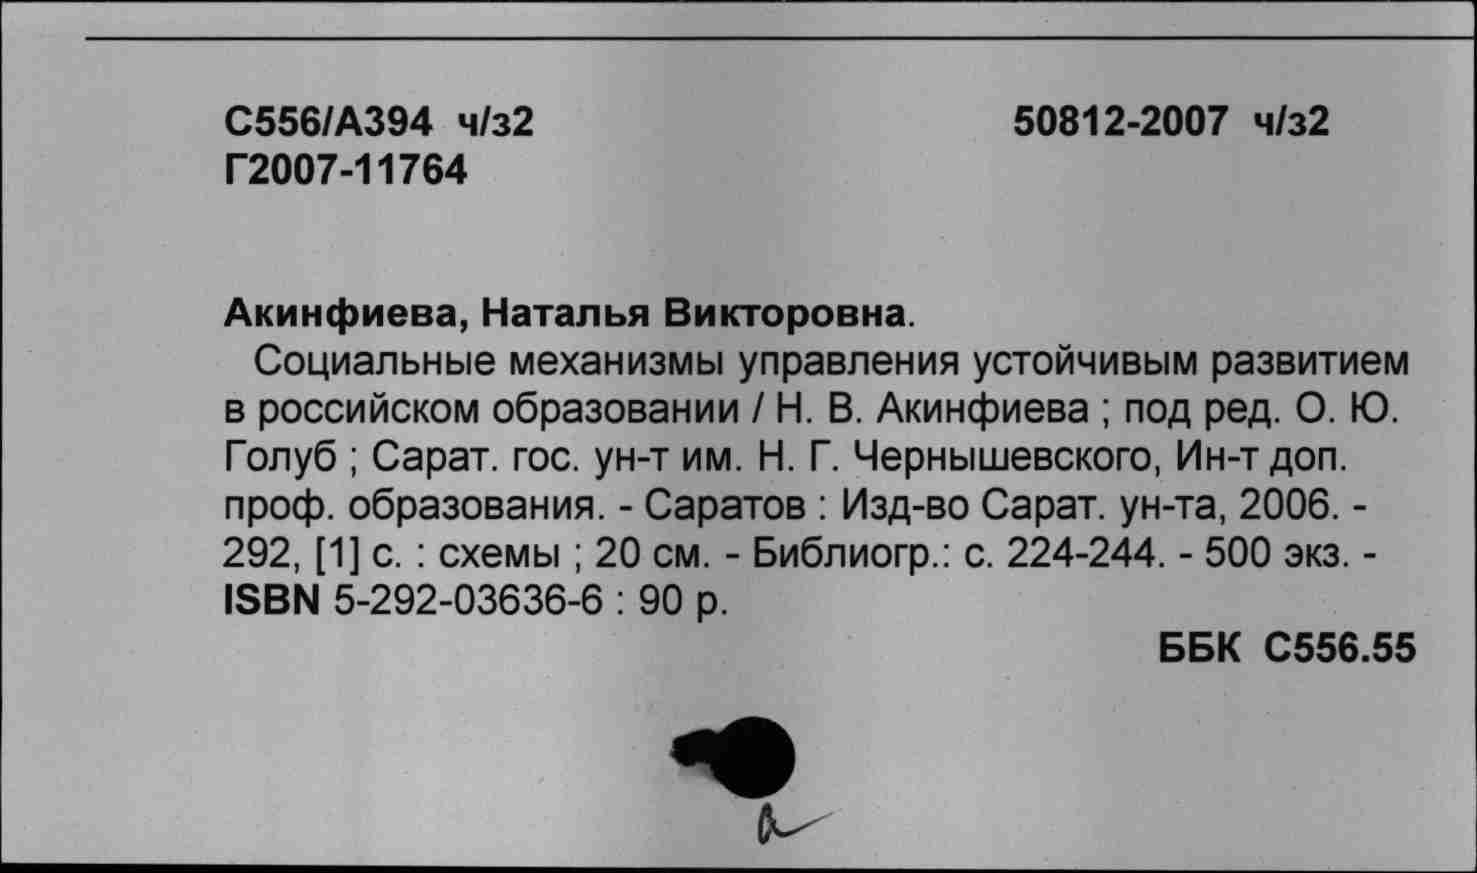 С556/А394 ч/з2
50812-2007 ч/з2
Г2007-11764
Акинфиева, Наталья Викторовна.
Социальные механизмы управления устойчивым развитием
в российском образовании / Н. В. Акинфиева ; под ред. О. Ю.
Голуб ; Сарат. гос. ун-т им. Н. Г. Чернышевского, Ин-т доп.
проф. образования. - Саратов : Изд-во Сарат. ун-та, 2006. -
292, [1] с. : схемы ; 20 см. - Библиогр.: с. 224-244. - 500 экз. -
ISBN 5-292-03636-6 : 90 р.
ББК С556.55
а